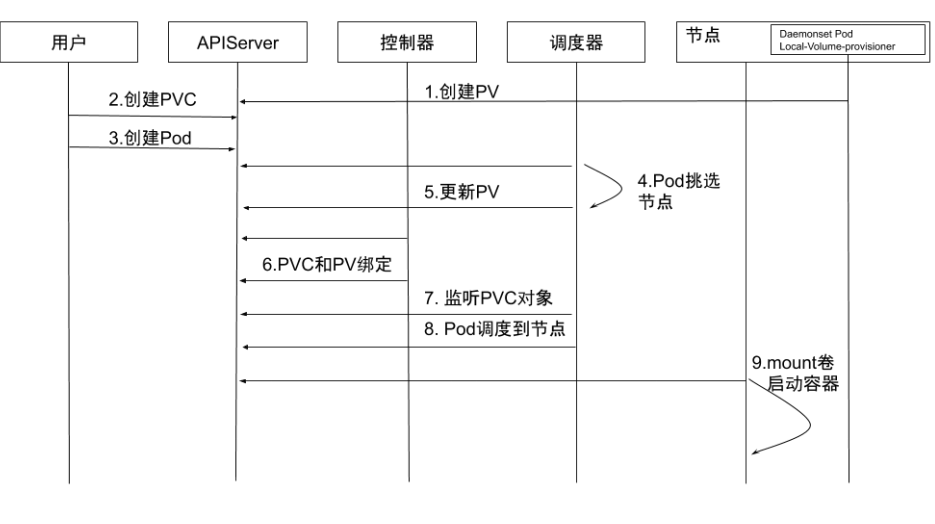 用户
APIServer
控制器
调度器
节点
Daemonset Pod
Local-Volume-provisioner
1.创建PV
2.创建PVC
3.创建Pod
4.Pod挑选
节点
5.更新PV
6.PVC和PV绑定
7. 监听PVC对象
8. Pod调度到节点
9.mount卷
启动容器